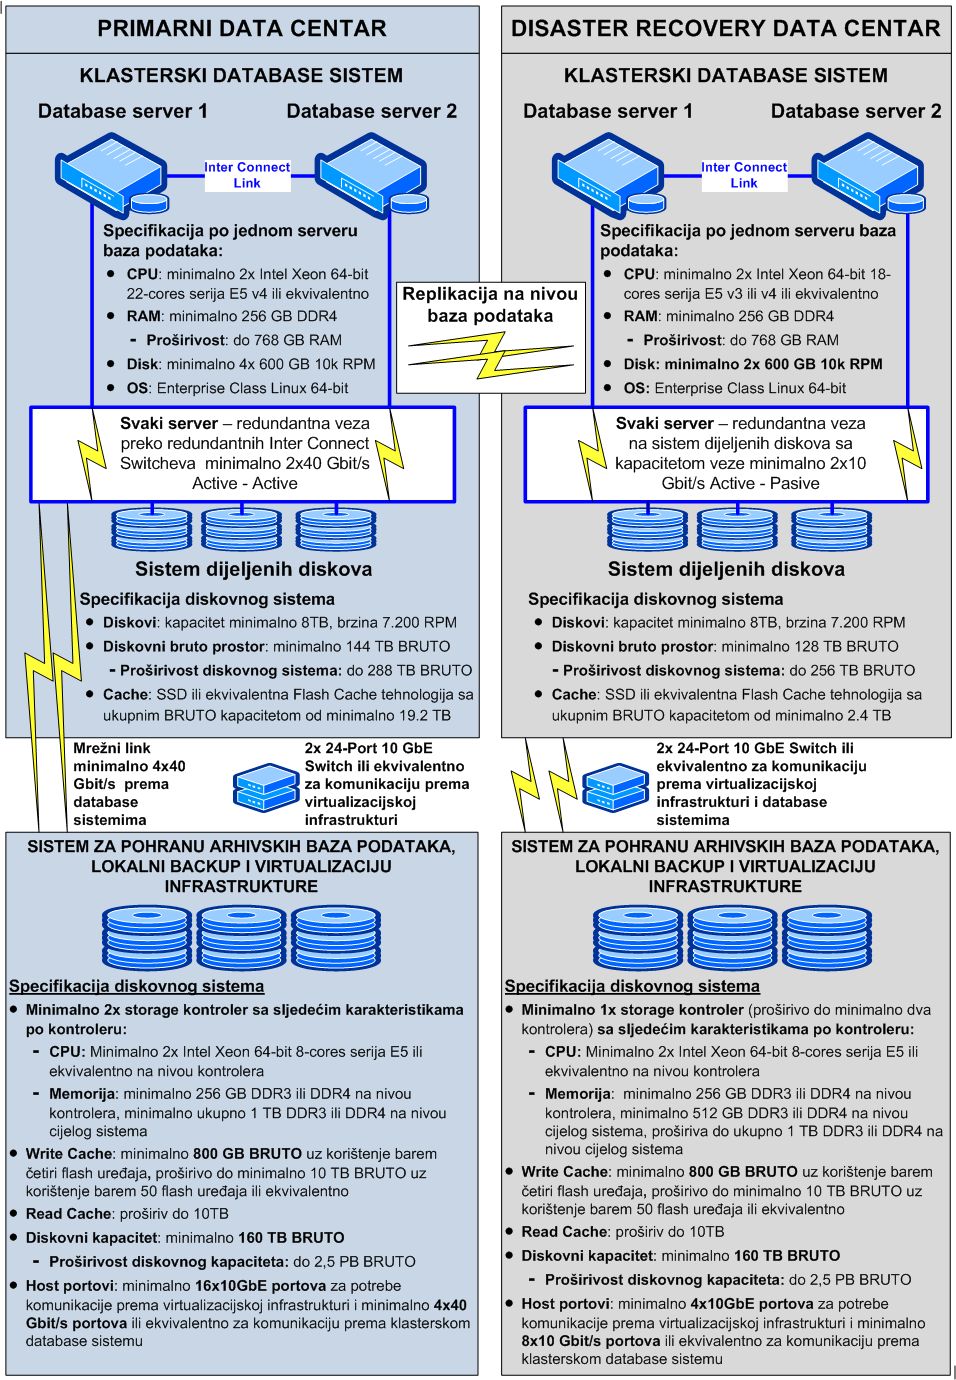 PRIMARNI DATA CENTAR
KLASTERSKI DATABASE SISTEM
Database server 1
Database server 2
Inter Connect
Link
Specifikacija po jednom serveru
baza podataka:
• CPU: minimalno 2x Intel Xeon 64-bit
22-cores serija E5 v4 ili ekvivalentno
• RAM: minimalno 256 GB DDR4
- Proširivost: do 768 GB RAM
• Disk: minimalno 4x 600 GB 10k RPM
• OS: Enterprise Class Linux 64-bit
Svaki server – redundantna veza
preko redundantnih Inter Connect
Switcheva minimalno 2x40 Gbit/s
Active - Active
Sistem dijeljenih diskova
Specifikacija diskovnog sistema
• Diskovi: kapacitet minimalno 8TB, brzina 7.200 RPM
• Diskovni bruto prostor: minimalno 144 TB BRUTO
- Proširivost diskovnog sistema: do 288 TB BRUTO
• Cache: SSD ili ekvivalentna Flash Cache tehnologija sa
ukupnim BRUTO kapacitetom od minimalno 19.2 TB
Replikacija na nivou
baza podataka
DISASTER RECOVERY DATA CENTAR
KLASTERSKI DATABASE SISTEM
Database server 1
Database server 2
Inter Connect
Link
Specifikacija po jednom serveru baza
podataka:
• CPU: minimalno 2x Intel Xeon 64-bit 18-
cores serija E5 v3 ili v4 ili ekvivalentno
• RAM: minimalno 256 GB DDR4
- Proširivost: do 768 GB RAM
• Disk: minimalno 2x 600 GB 10k RPM
• OS: Enterprise Class Linux 64-bit
Svaki server – redundantna veza
na sistem dijeljenih diskova sa
kapacitetom veze minimalno 2x10
Gbit/s Active - Pasive
Sistem dijeljenih diskova
Specifikacija diskovnog sistema
• Diskovi: kapacitet minimalno 8TB, brzina 7.200 RPM
• Diskovni bruto prostor: minimalno 128 TB BRUTO
- Proširivost diskovnog sistema: do 256 TB BRUTO
• Cache: SSD ili ekvivalentna Flash Cache tehnologija sa
ukupnim BRUTO kapacitetom od minimalno 2.4 TB
Mrežni link
minimalno 4x40
Gbit/s prema
database
sistemima
2x 24-Port 10 GbE
Switch ili ekvivalentno
za komunikaciju prema
virtualizacijskoj
infrastrukturi
2x 24-Port 10 GbE Switch ili
ekvivalentno za komunikaciju
prema virtualizacijskoj
infrastrukturi i database
sistemima
SISTEM ZA POHRANU ARHIVSKIH BAZA PODATAKA,
LOKALNI BACKUP I VIRTUALIZACIJU
INFRASTRUKTURE
Specifikacija diskovnog sistema
• Minimalno 2x storage kontroler sa sljedećim karakteristikama
po kontroleru:
- CPU: Minimalno 2x Intel Xeon 64-bit 8-cores serija E5 ili
ekvivalentno na nivou kontrolera
- Memorija: minimalno 256 GB DDR3 ili DDR4 na nivou
kontrolera, minimalno ukupno 1 TB DDR3 ili DDR4 na nivou
cijelog sistema
• Write Cache: minimalno 800 GB BRUTO uz korištenje barem
četiri flash uređaja, proširivo do minimalno 10 TB BRUTO uz
korištenje barem 50 flash uređaja ili ekvivalentno
• Read Cache: proširiv do 10TB
• Diskovni kapacitet: minimalno 160 TB BRUTO
- Proširivost diskovnog kapaciteta: do 2,5 PB BRUTO
• Host portovi: minimalno 16x10GbE portova za potrebe
komunikacije prema virtualizacijskoj infrastrukturi i minimalno 4x40
Gbit/s portova ili ekvivalentno za komunikaciju prema klasterskom
database sistemu
SISTEM ZA POHRANU ARHIVSKIH BAZA PODATAKA,
LOKALNI BACKUP I VIRTUALIZACIJU
INFRASTRUKTURE
Specifikacija diskovnog sistema
• Minimalno 1x storage kontroler (proširivo do minimalno dva
kontrolera) sa sljedećim karakteristikama po kontroleru:
- CPU: Minimalno 2x Intel Xeon 64-bit 8-cores serija E5 ili
ekvivalentno na nivou kontrolera
- Memorija: minimalno 256 GB DDR3 ili DDR4 na nivou
kontrolera, minimalno 512 GB DDR3 ili DDR4 na nivou
cijelog sistema, proširiva do ukupno 1 TB DDR3 ili DDR4 na
nivou cijelog sistema
• Write Cache: minimalno 800 GB BRUTO uz korištenje barem
četiri flash uređaja, proširivo do minimalno 10 TB BRUTO uz
korištenje barem 50 flash uređaja ili ekvivalentno
• Read Cache: proširiv do 10TB
• Diskovni kapacitet: minimalno 160 TB BRUTO
- Proširivost diskovnog kapaciteta: do 2,5 PB BRUTO
• Host portovi: minimalno 4x10GbE portova za potrebe
komunikacije prema virtualizacijskoj infrastrukturi i minimalno
8x10 Gbit/s portova ili ekvivalentno za komunikaciju prema
klasterskom database sistemu